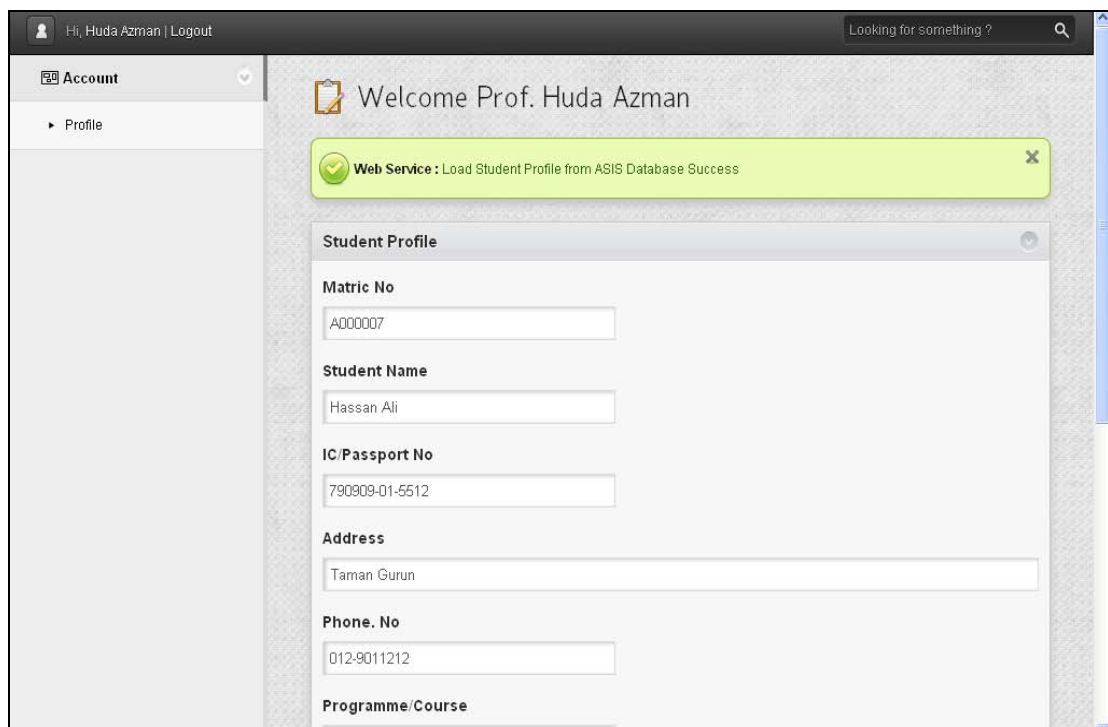 Hi, Huda Azman | Logout
Looking for something ?
Account
Profile
Welcome Prof. Huda Azman
Web Service : Load Student Profile from ASIS Database Success
Student Profile
Matric No
A000007
Student Name
Hassan Ali
IC/Passport No
790909-01-5512
Address
Taman Gurun
Phone. No
012-9011212
Programme/Course